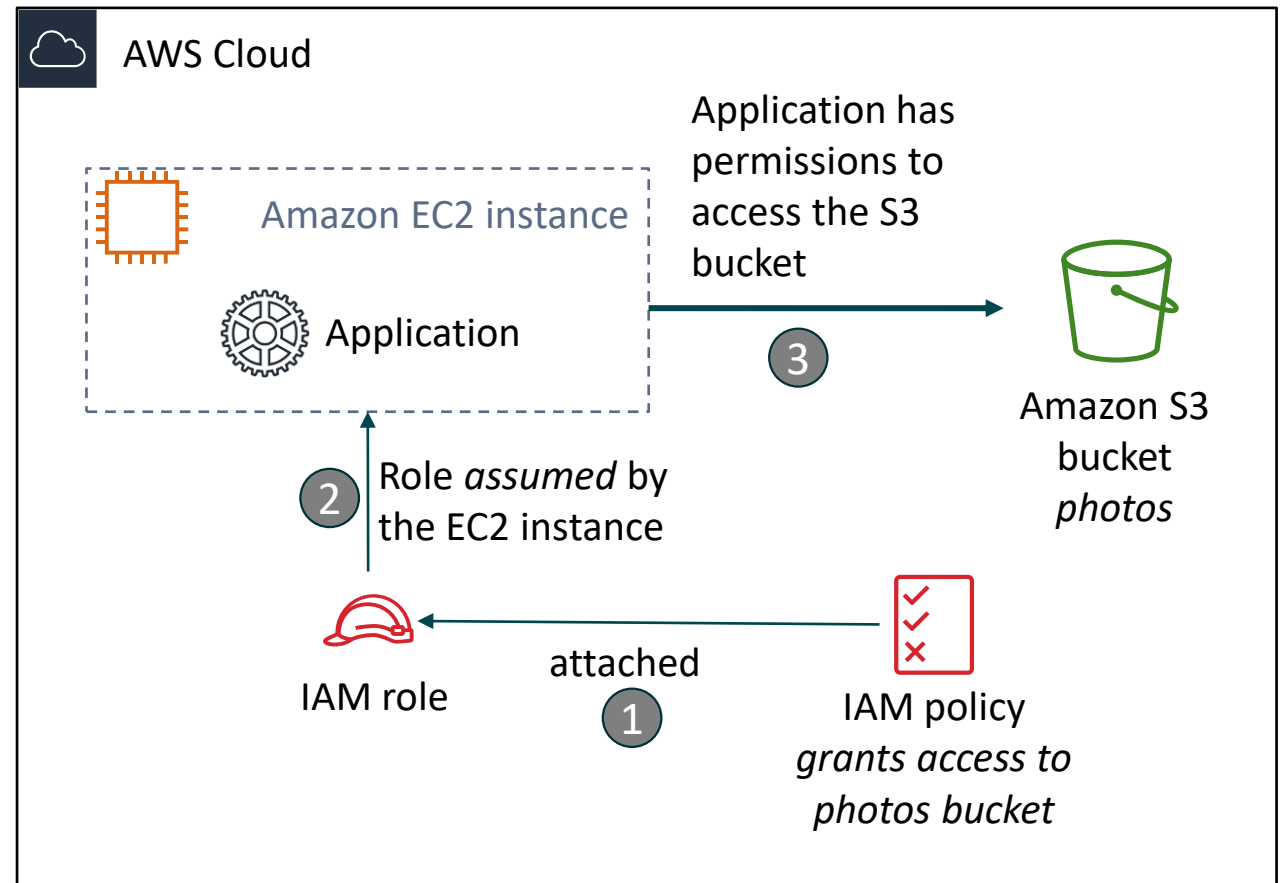 AWS Cloud
Application has
permissions to
access the S3
bucket
Amazon EC2 instance
Application
3
Amazon S3
bucket
photos
2
Role assumed by
the EC2 instance
attached
1
IAM role
IAM policy
grants access to
photos bucket